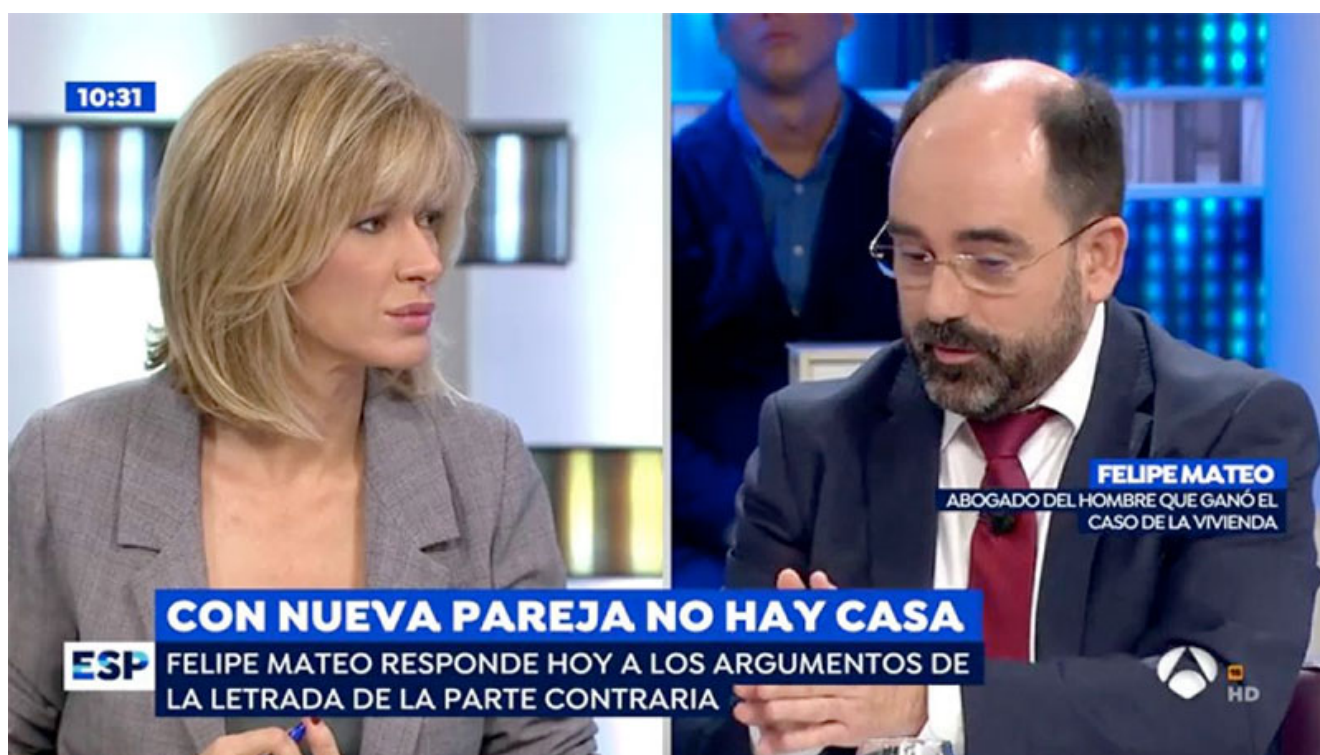 10:31
FELIPE MATEO
ABOGADO DEL HOMBRE QUE GANÓ EL
CASO DE LA VIVIENDA
CON NUEVA PAREJA NO HAY CASA
ESP
FELIPE MATEO RESPONDE HOY A LOS ARGUMENTOS DE
LA LETRADA DE LA PARTE CONTRARIA
HD